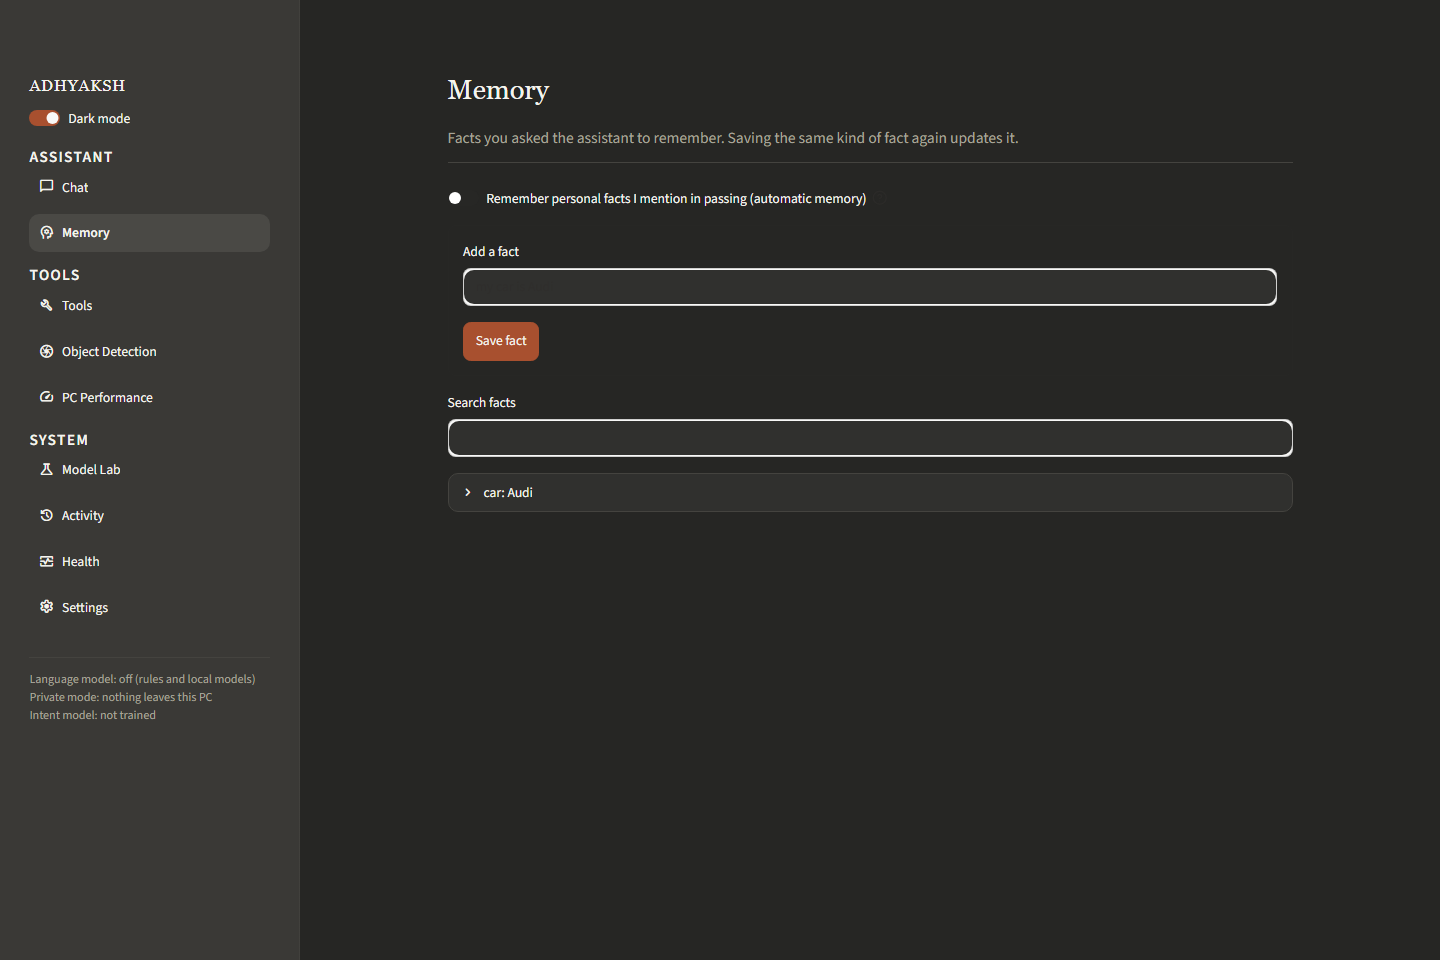 ADHYAKSH
Dark mode
ASSISTANT
Chat
Memory
TOOLS
Tools
Object Detection
PC Performance
SYSTEM
Model Lab
Activity
Health
Settings
Language model: off (rules and local models)
Private mode: nothing leaves this PC
Intent model: not trained
Memory
Facts you asked the assistant to remember. Saving the same kind of fact again updates it.
Remember personal facts I mention in passing (automatic memory)
Add a fact
Save fact
Search facts
car: Audi